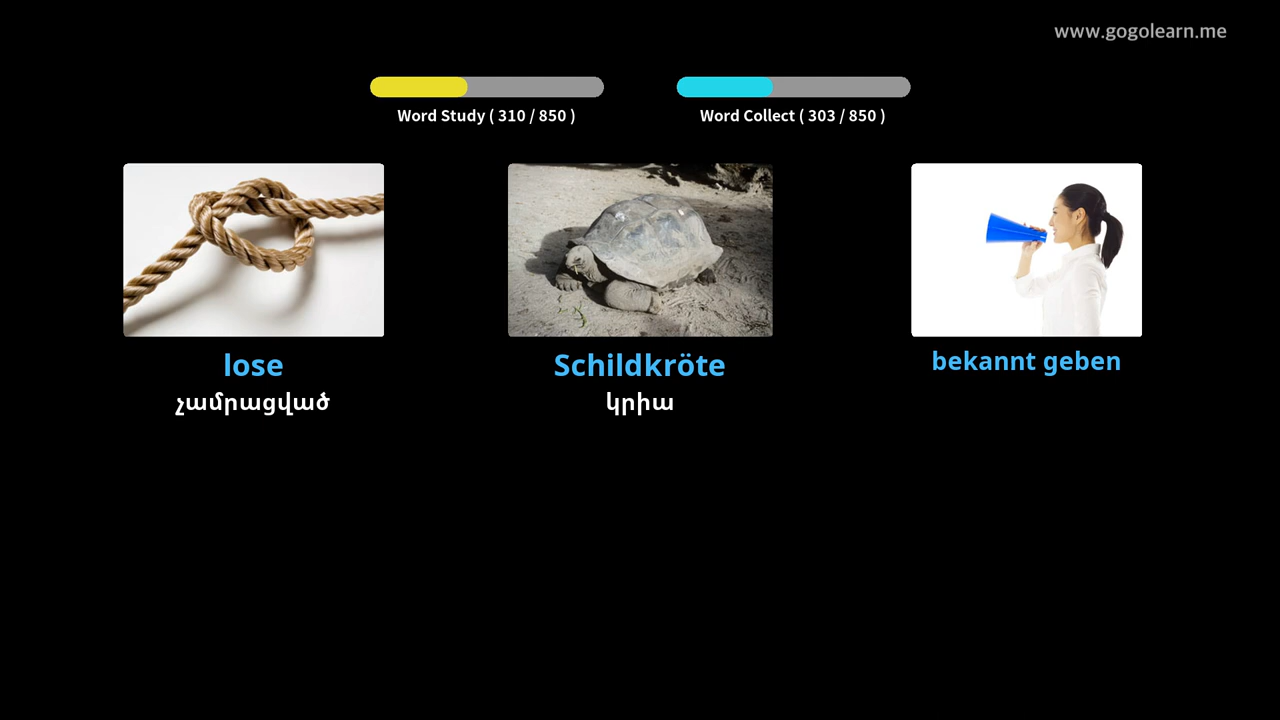 www.gogolearn.me
Word Study ( 310 / 850 )
Word Collect ( 303 / 850 )
lose
չամրացված
Schildkröte
կրիա
bekannt geben